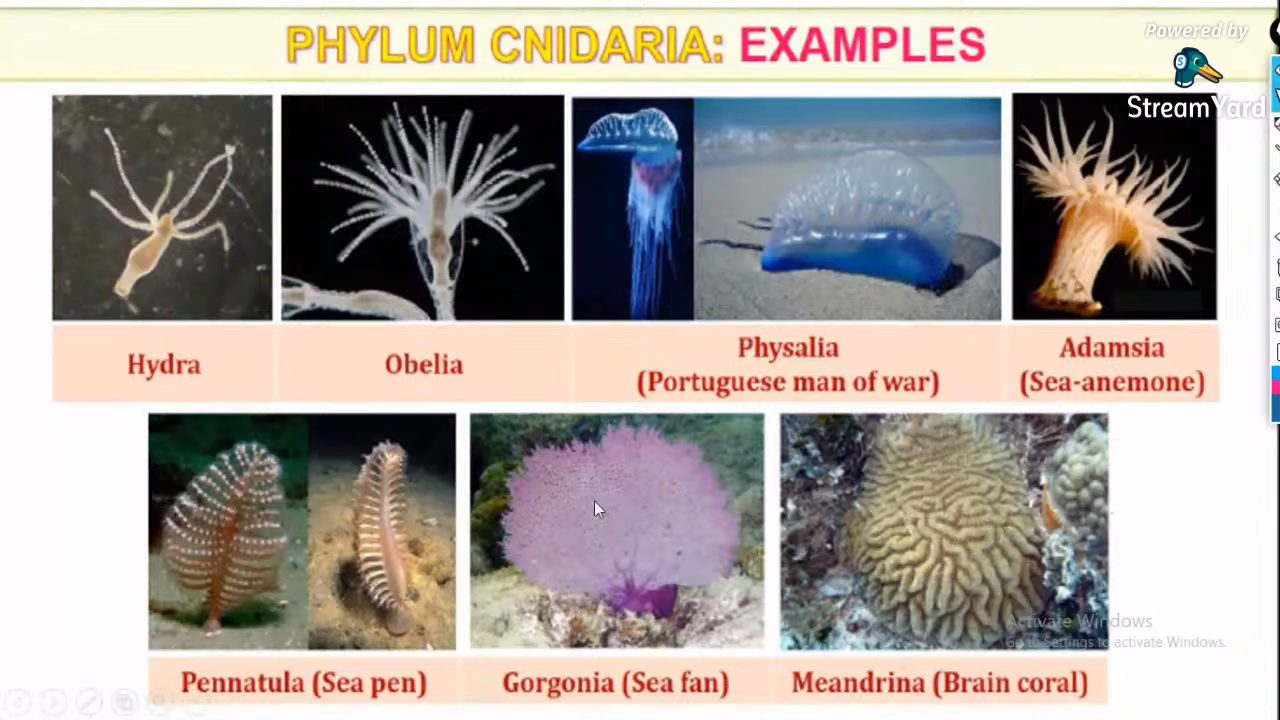 PHYLUM CNIDARIA: EXAMPLES
Powered by
StreamYard
Hydra
Obelia
Physalia
(Portuguese man of war)
Adamsia
(Sea-anemone)
Pennatula (Sea pen)
Gorgonia (Sea fan)
Meandrina (Brain coral)
Activate Windows
Go to Settings to activate Windows.